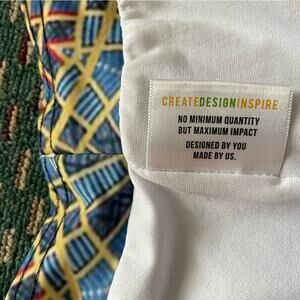 CREATEDESIGNINSPIRE
NO MINIMUM QUANTITY
BUT MAXIMUM IMPACT
DESIGNED BY YOU
MADE BY US.